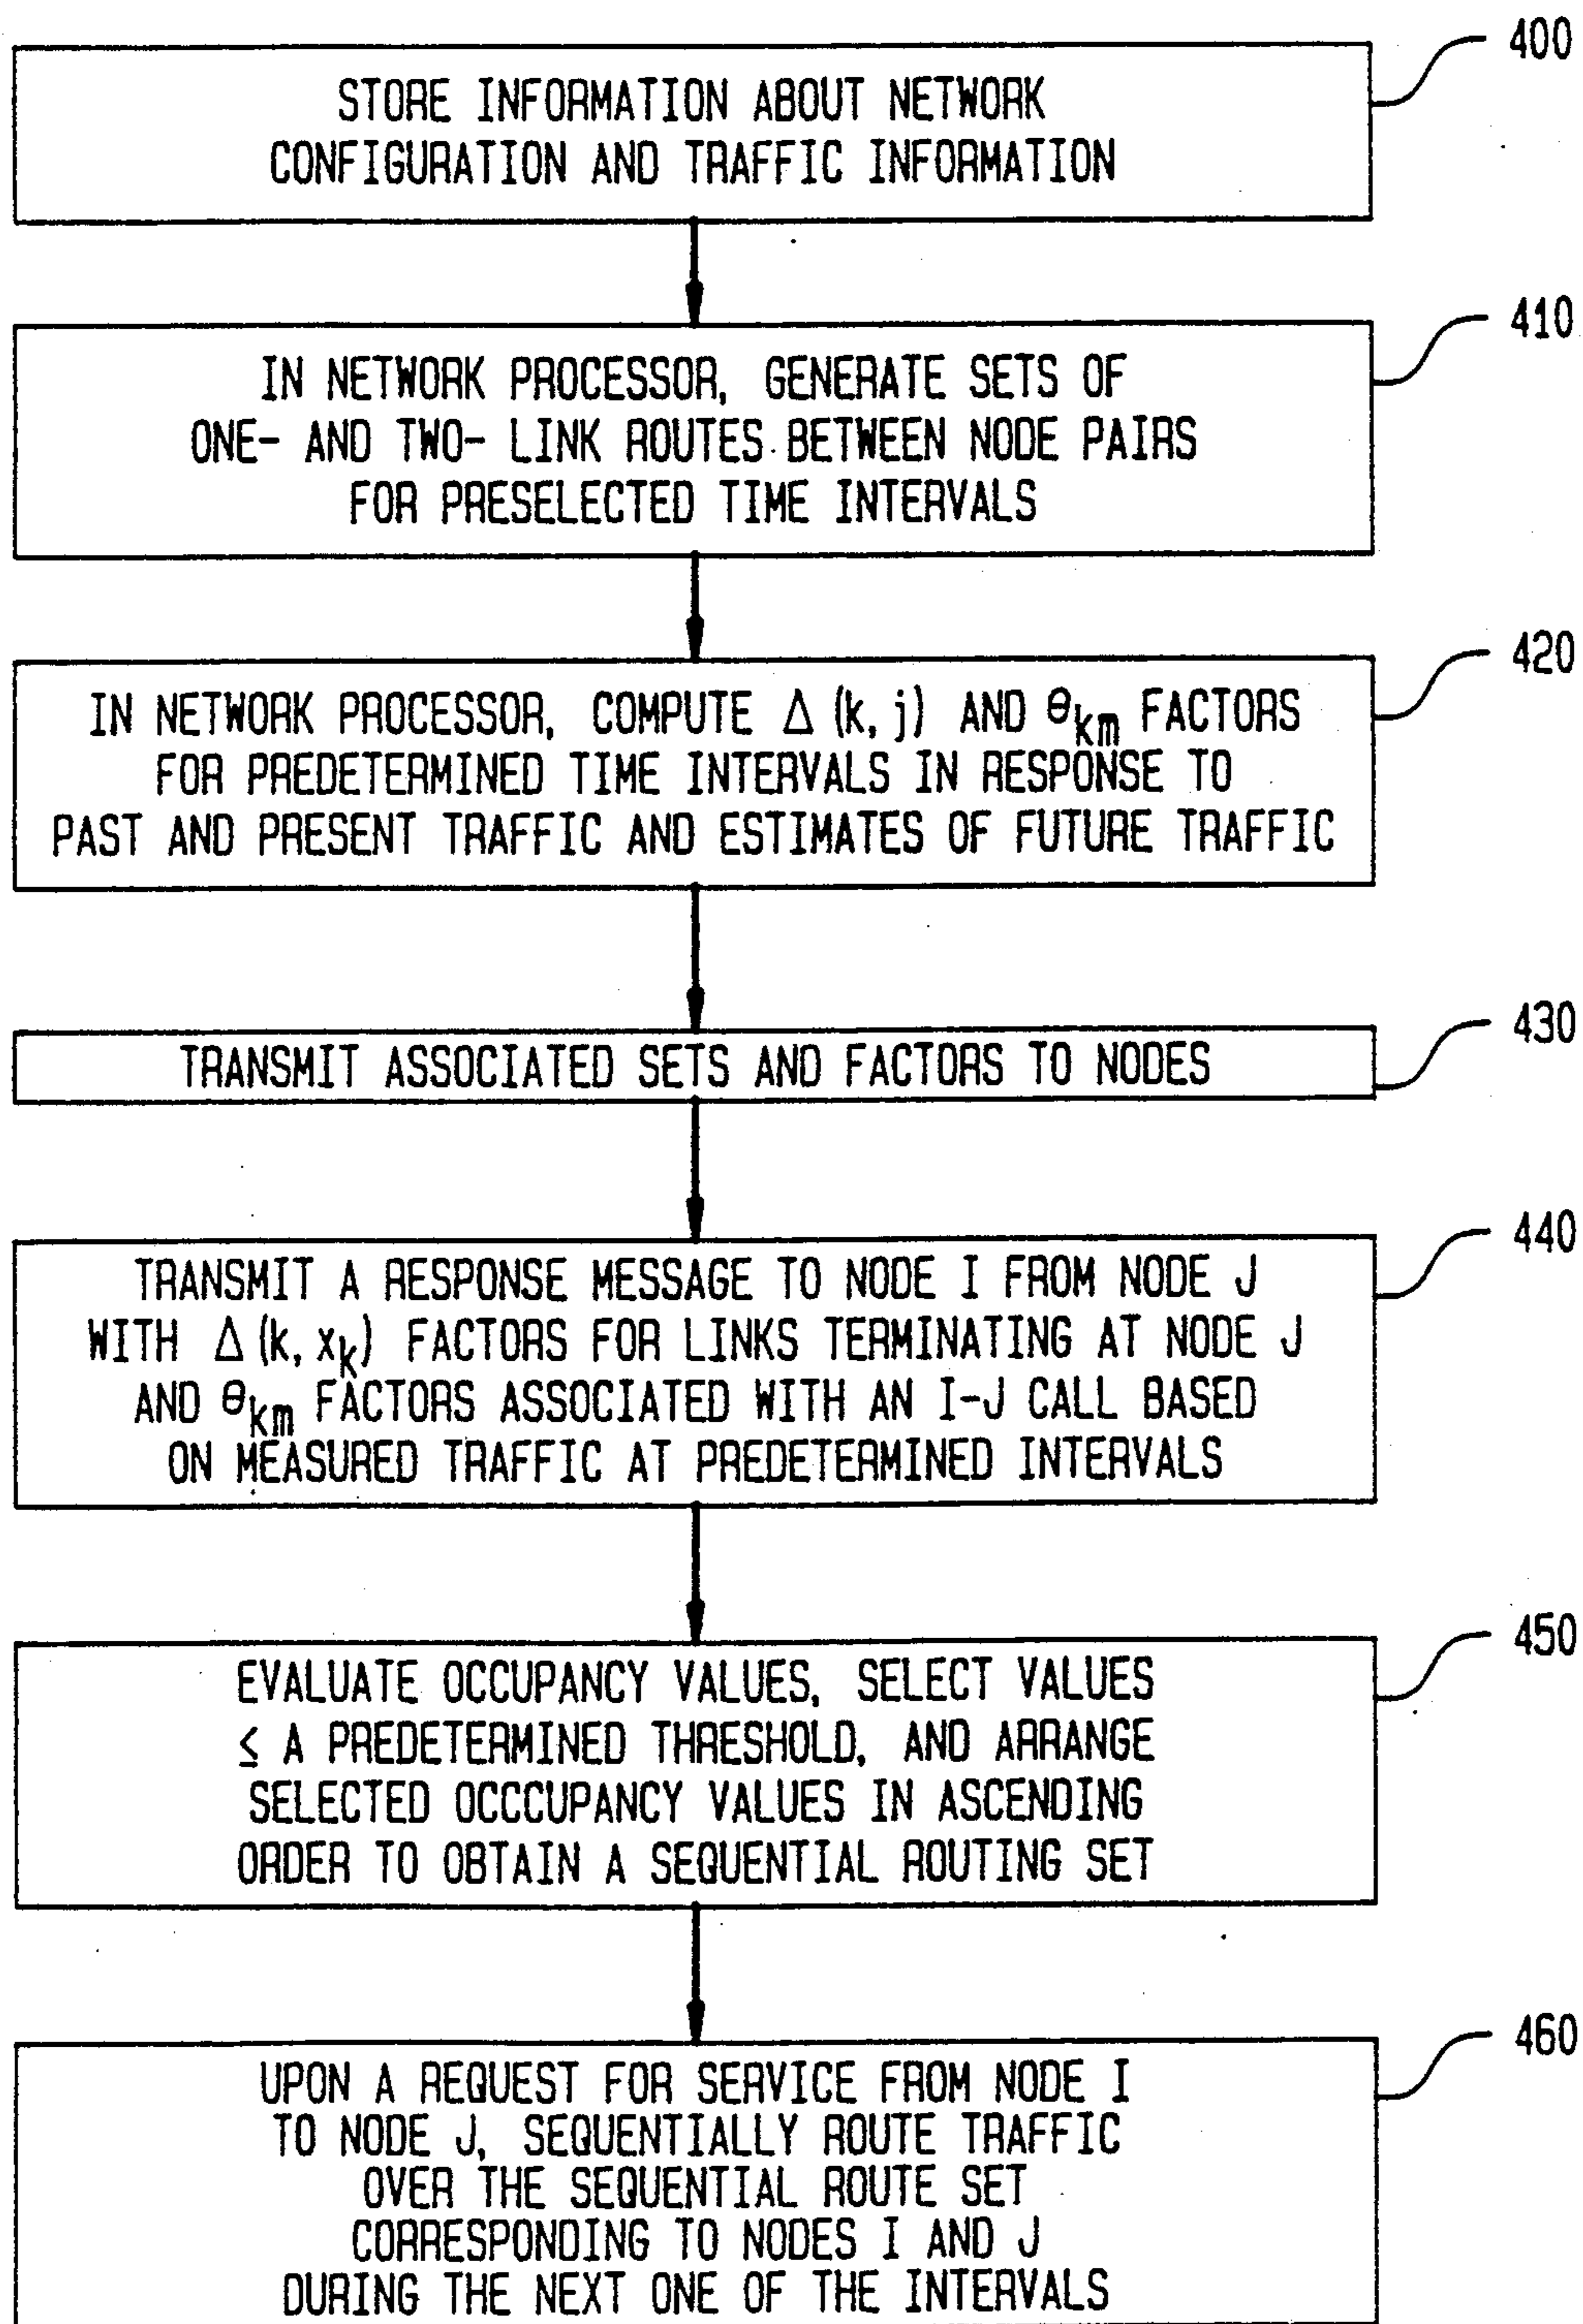 400
STORE INFORMATION ABOUT NETWORK
CONFIGURATION AND TRAFFIC INFORMATION
410
IN NETWORK PROCESSOR, GENERATE SETS OF
ONE- AND TWO- LINK ROUTES BETWEEN NODE PAIRS
FOR PRESELECTED TIME INTERVALS
420
IN NETWORK PROCESSOR, COMPUTE Δ (k, j) AND θkm FACTORS
FOR PREDETERMINED TIME INTERVALS IN RESPONSE TO
PAST AND PRESENT TRAFFIC AND ESTIMATES OF FUTURE TRAFFIC
430
TRANSMIT ASSOCIATED SETS AND FACTORS TO NODES
440
TRANSMIT A RESPONSE MESSAGE TO NODE I FROM NODE J
WITH Δ (k, xk) FACTORS FOR LINKS TERMINATING AT NODE J
AND θkm FACTORS ASSOCIATED WITH AN I-J CALL BASED
ON MEASURED TRAFFIC AT PREDETERMINED INTERVALS
450
EVALUATE OCCUPANCY VALUES, SELECT VALUES
≤ A PREDETERMINED THRESHOLD, AND ARRANGE
SELECTED OCCCUPANCY VALUES IN ASCENDING
ORDER TO OBTAIN A SEQUENTIAL ROUTING SET
460
UPON A REQUEST FOR SERVICE FROM NODE I
TO NODE J, SEQUENTIALLY ROUTE TRAFFIC
OVER THE SEQUENTIAL ROUTE SET
CORRESPONDING TO NODES I AND J
DURING THE NEXT ONE OF THE INTERVALS